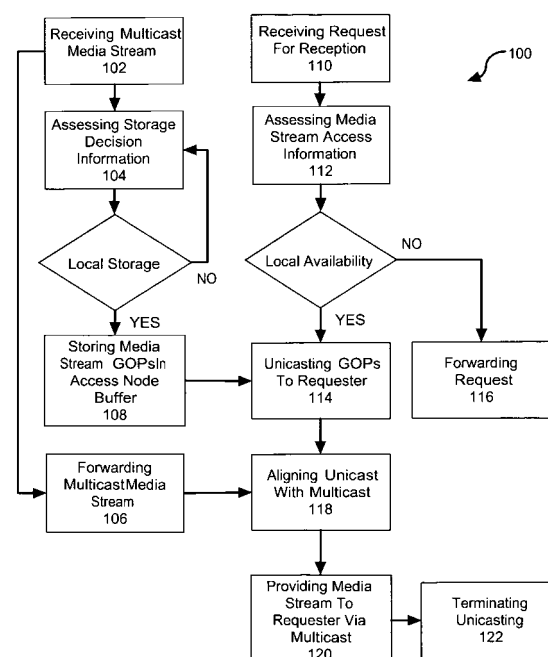 Receiving Multicast
Media Stream
102
Receiving Request
For Reception
110
100
Assessing Storage
Decision
Information
104
Assessing Media
Stream Access
Information
112
Local Storage
NO
YES
Local Availability
NO
YES
Storing Media
Stream GOPsIn
Access Node
Buffer
108
Unicasting GOPs
To Requester
114
Forwarding
Request
116
Forwarding
MulticastMedia
Stream
106
Aligning Unicast
With Multicast
118
Providing Media
Stream To
Requester Via
Multicast
120
Terminating
Unicasting
122